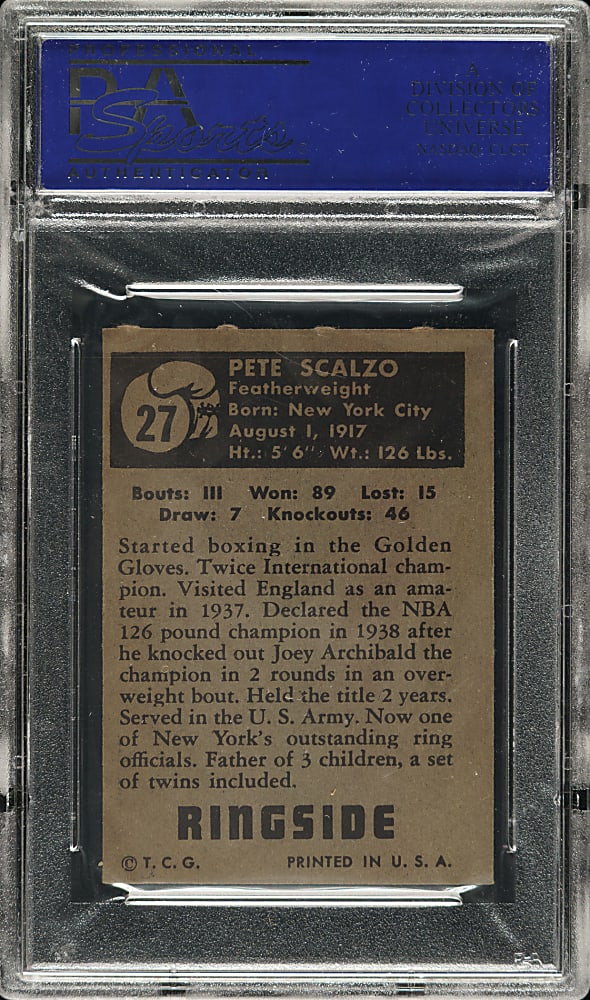 PROFESSIONAL
PSA
Sports
AUTHENTICATOR
A
DIVISION OF
COLLECTORS
UNIVERSE
NASDAQ: CLCT
27
PETE SCALZO
Featherweight
Born: New York City
August 1, 1917
Ht.: 5' 6" Wt.: 126 Lbs.
Bouts: 111 Won: 89 Lost: 15
Draw: 7 Knockouts: 46
Started boxing in the Golden
Gloves. Twice International cham-
pion. Visited England as an ama-
teur in 1937. Declared the NBA
126 pound champion in 1938 after
he knocked out Joey Archibald the
champion in 2 rounds in an over-
weight bout. Held the title 2 years.
Served in the U. S. Army. Now one
of New York's outstanding ring
officials. Father of 3 children, a set
of twins included.
RINGSIDE
© T. C. G. PRINTED IN U. S. A.
PSA